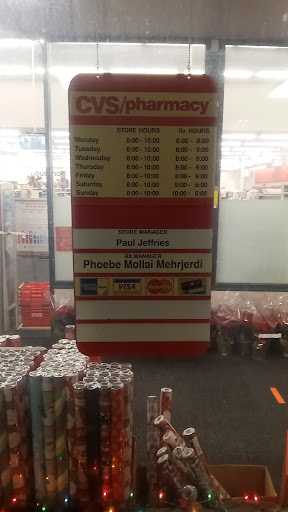 CVS/pharmacy
STORE HOURS Rx HOURS
Monday 8:00 - 10:00 8:00 - 9:00
Tuesday 8:00 - 10:00 8:00 - 9:00
Wednesday 8:00 - 10:00 8:00 - 9:00
Thursday 8:00 - 10:00 8:00 - 9:00
Friday 8:00 - 10:00 8:00 - 9:00
Saturday 8:00 - 10:00 9:00 - 6:00
Sunday 8:00 - 10:00 10:00 - 6:00
STORE MANAGER
Paul Jeffries
RX MANAGER
Phoebe Mollai Mehrjerdi
VISA
MasterCard